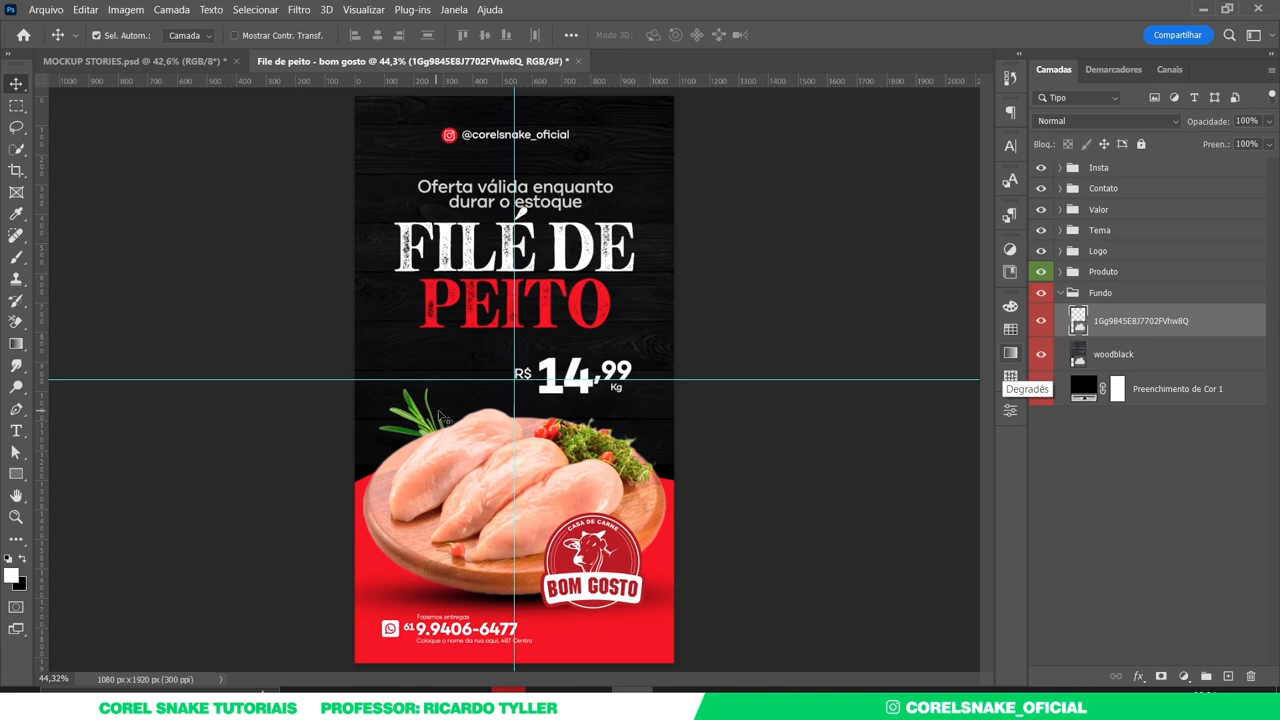 Arquivo Editar Imagem Camada Texto Selecionar Filtro 3D Visualizar Plug-ins Janela Ajuda
Sel. Autom.: Camada Mostrar Contr. Transf. Modo 3D: Compartilhar
MOCKUP STORIES.psd @ 42,6% (RGB/8*) * File de peito - bom gosto @ 44,3% (1Gg9845E8J7702FVhw8Q, RGB/8#) *
Camadas Demarcadores Canais
Tipo
Normal Opacidade: 100%
Bloq.: Preen.: 100%
Insta
Contato
Valor
Tema
Logo
Produto
Fundo
1Gg9845E8J7702FVhw8Q
woodblack
Preenchimento de Cor 1
Degradês
@corelsnake_oficial
Oferta válida enquanto
durar o estoque
FILÉ DE
PEITO
R$ 14,99
Kg
CASA DE CARNE
BOM GOSTO
Fazemos entregas
61 9.9406-6477
Coloque o nome da rua aqui, 487 Centro
44,32% 1080 px x 1920 px (300 ppi)
COREL SNAKE TUTORIAIS PROFESSOR: RICARDO TYLLER CORELSNAKE_OFICIAL